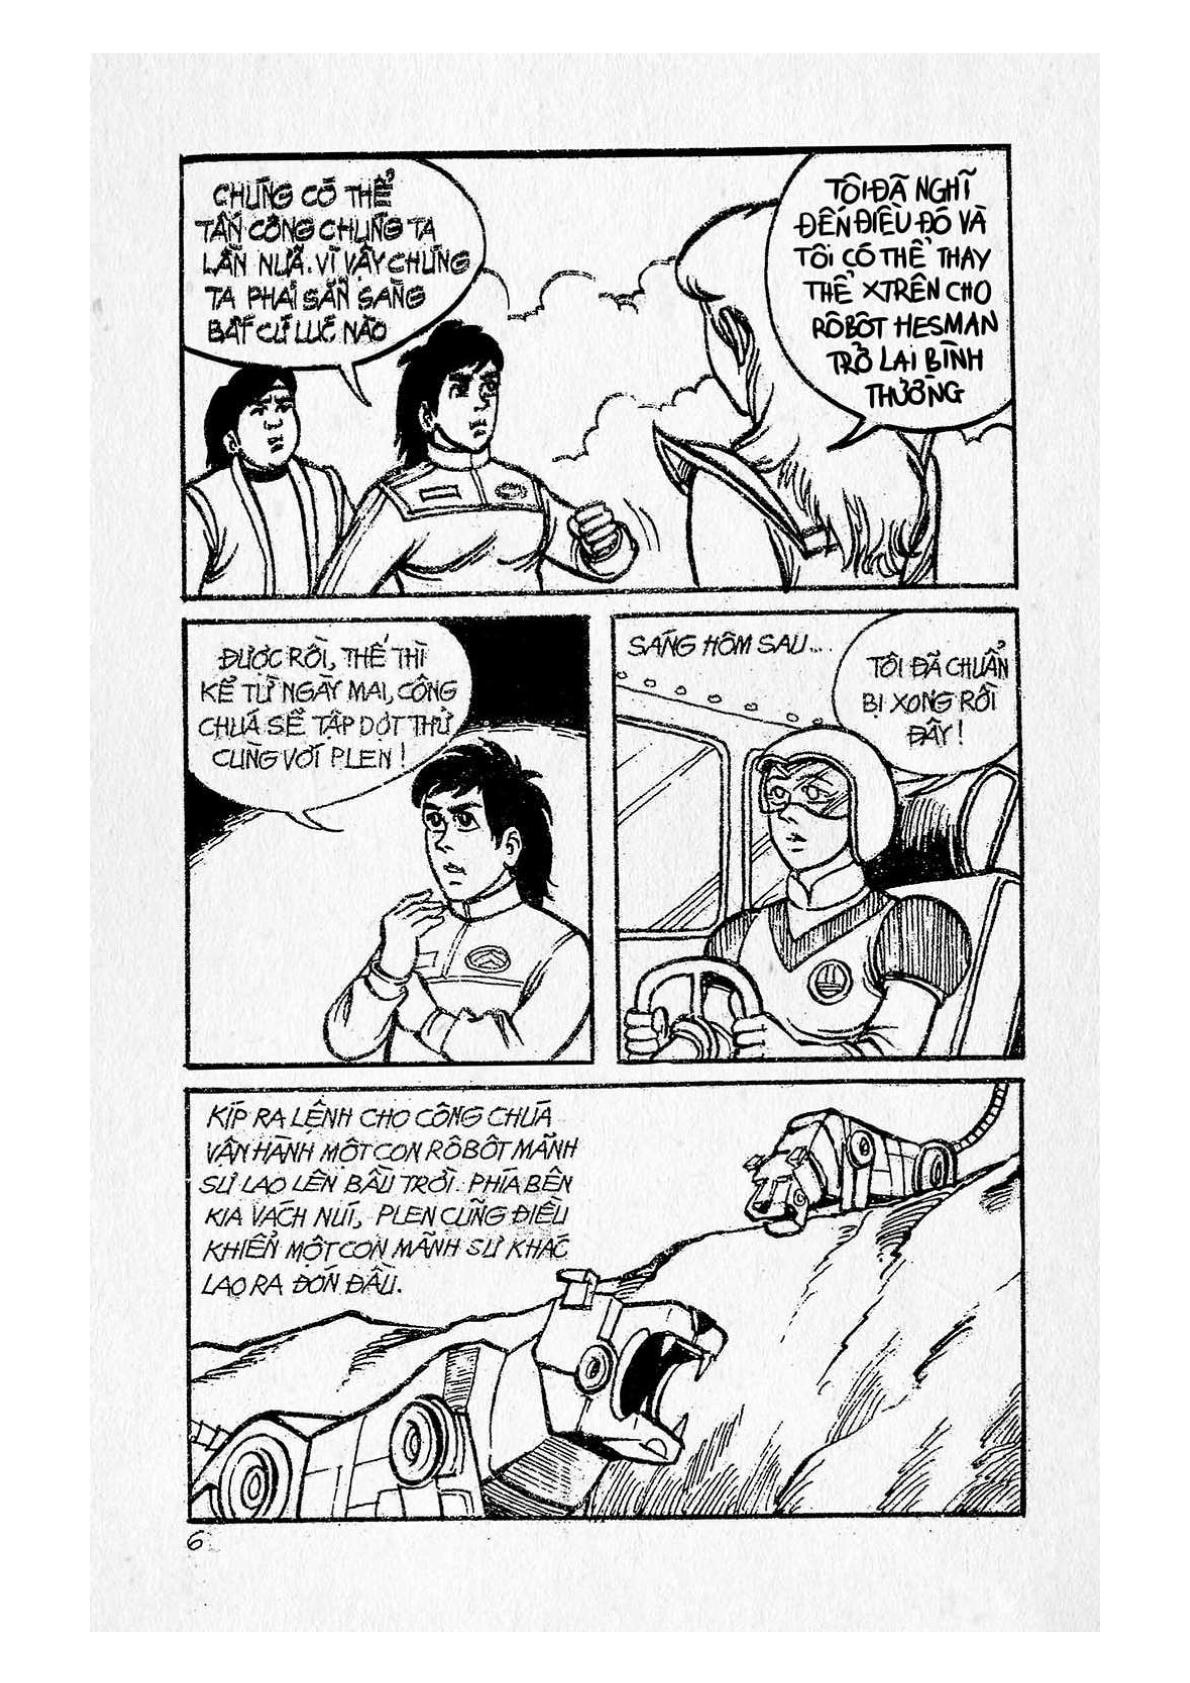 CHÚNG CÓ THỂ
TẤN CÔNG CHÚNG TA
LẦN NỮA. VÌ VẬY CHÚNG
TA PHẢI SẴN SÀNG
BẤT CỨ LÚC NÀO
TÔI ĐÃ NGHĨ
ĐẾN ĐIỀU ĐÓ VÀ
TÔI CÓ THỂ THAY
THẾ XTRÊN CHO
RÔBÔT HESMAN
TRỞ LẠI BÌNH
THƯỜNG
ĐƯỢC RỒI, THẾ THÌ
KỂ TỪ NGÀY MAI, CÔNG
CHÚA SẼ TẬP DỢT THỬ
CÙNG VỚI PLEN!
SÁNG HÔM SAU...
TÔI ĐÃ CHUẨN
BỊ XONG RỒI
ĐÂY!
KÍP RA LỆNH CHO CÔNG CHÚA
VẬN HÀNH MỘT CON RÔBÔT MÃNH
SƯ LAO LÊN BẦU TRỜI. PHÍA BÊN
KIA VÁCH NÚI, PLEN CŨNG ĐIỀU
KHIỂN MỘT CON MÃNH SƯ KHÁC
LAO RA ĐÓN ĐẦU.
6